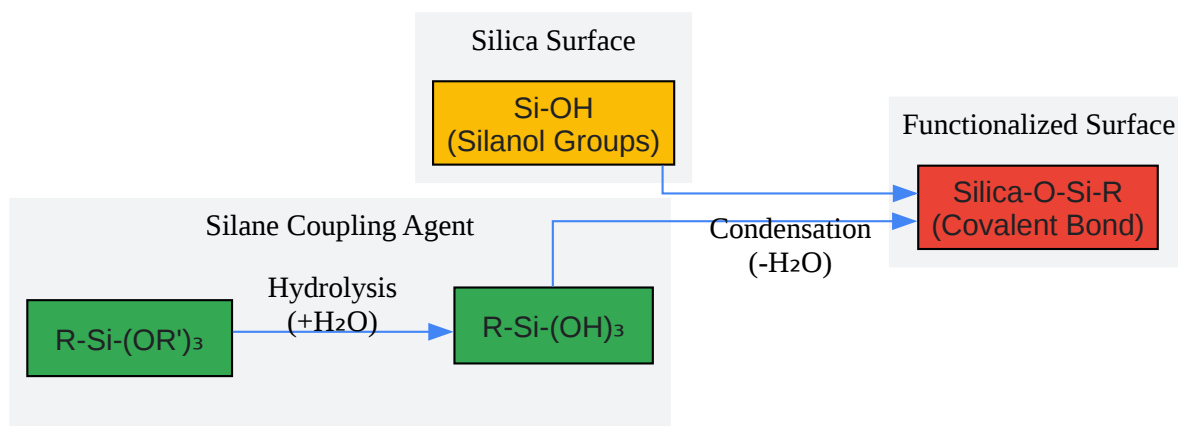 Silica Surface
Si-OH
(Silanol Groups)
Functionalized Surface
Silica-O-Si-R
(Covalent Bond)
Silane Coupling Agent
Condensation
(-H₂O)
Hydrolysis
(+H₂O)
R-Si-(OR')₃
R-Si-(OH)₃